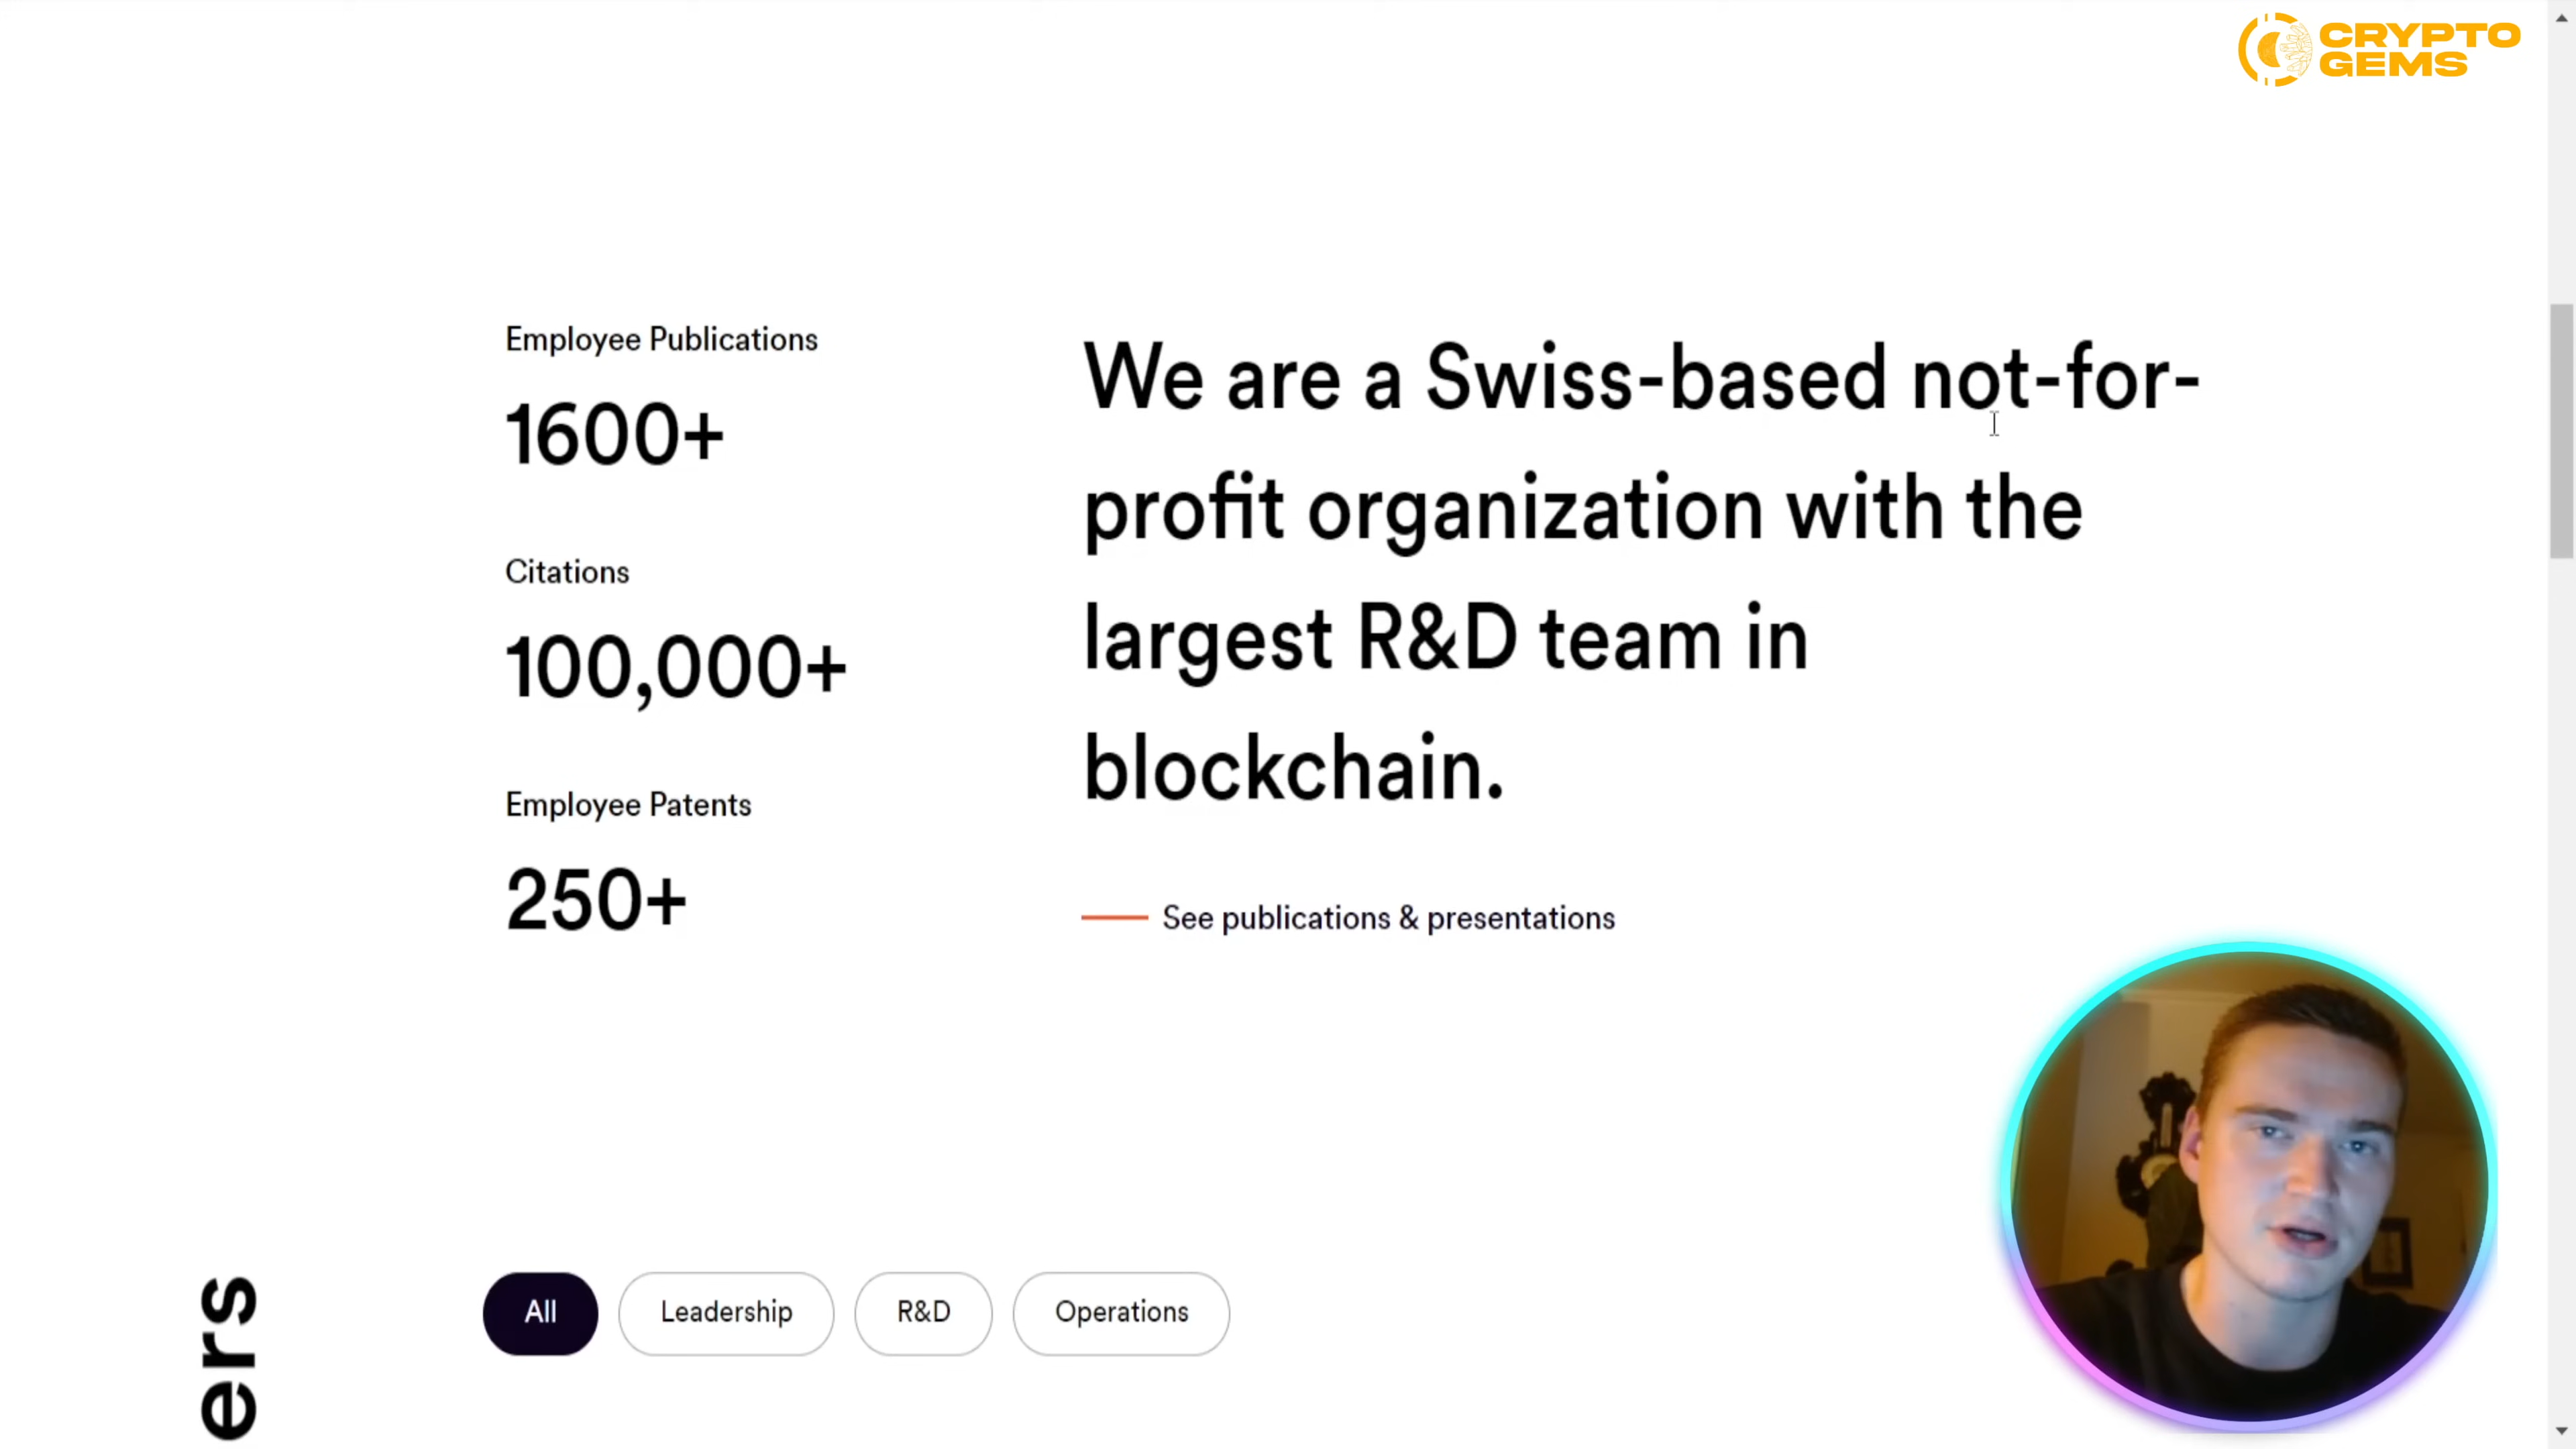 CRYPTO
GEMS
Employee Publications
1600+
Citations
100,000+
Employee Patents
250+
We are a Swiss-based not-for-
profit organization with the
largest R&D team in
blockchain.
See publications & presentations
ers
All
Leadership
R&D
Operations